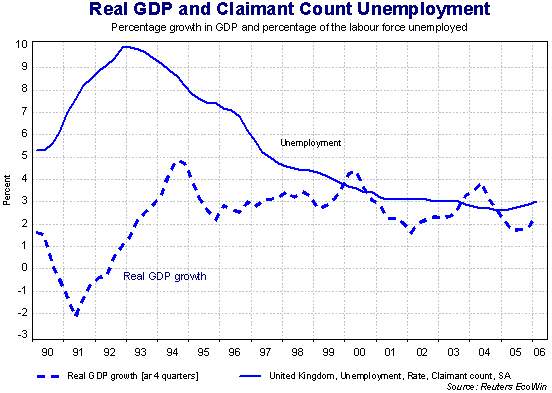 Real GDP and Claimant Count Unemployment
Percentage growth in GDP and percentage of the labour force unemployed
10
9
8
7
6
5
4
3
2
1
0
-1
-2
-3
Percent
Unemployment
Real GDP growth
90 91 92 93 94 95 96 97 98 99 00 01 02 03 04 05 06
Real GDP growth [ar 4 quarters] United Kingdom, Unemployment, Rate, Claimant count, SA
Source: Reuters EcoWin